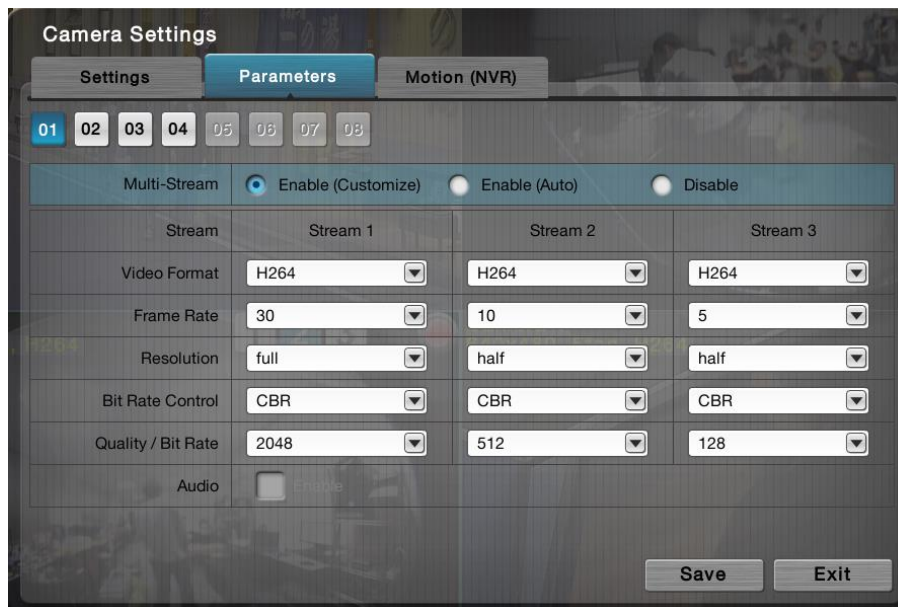 Camera Settings
Settings Parameters Motion (NVR)
01 02 03 04 05 06 07 08
Multi-Stream Enable (Customize) Enable (Auto) Disable
Stream Stream 1 Stream 2 Stream 3
Video Format H264 H264 H264
Frame Rate 30 10 5
Resolution full half half
Bit Rate Control CBR CBR CBR
Quality / Bit Rate 2048 512 128
Audio Enable
Save Exit